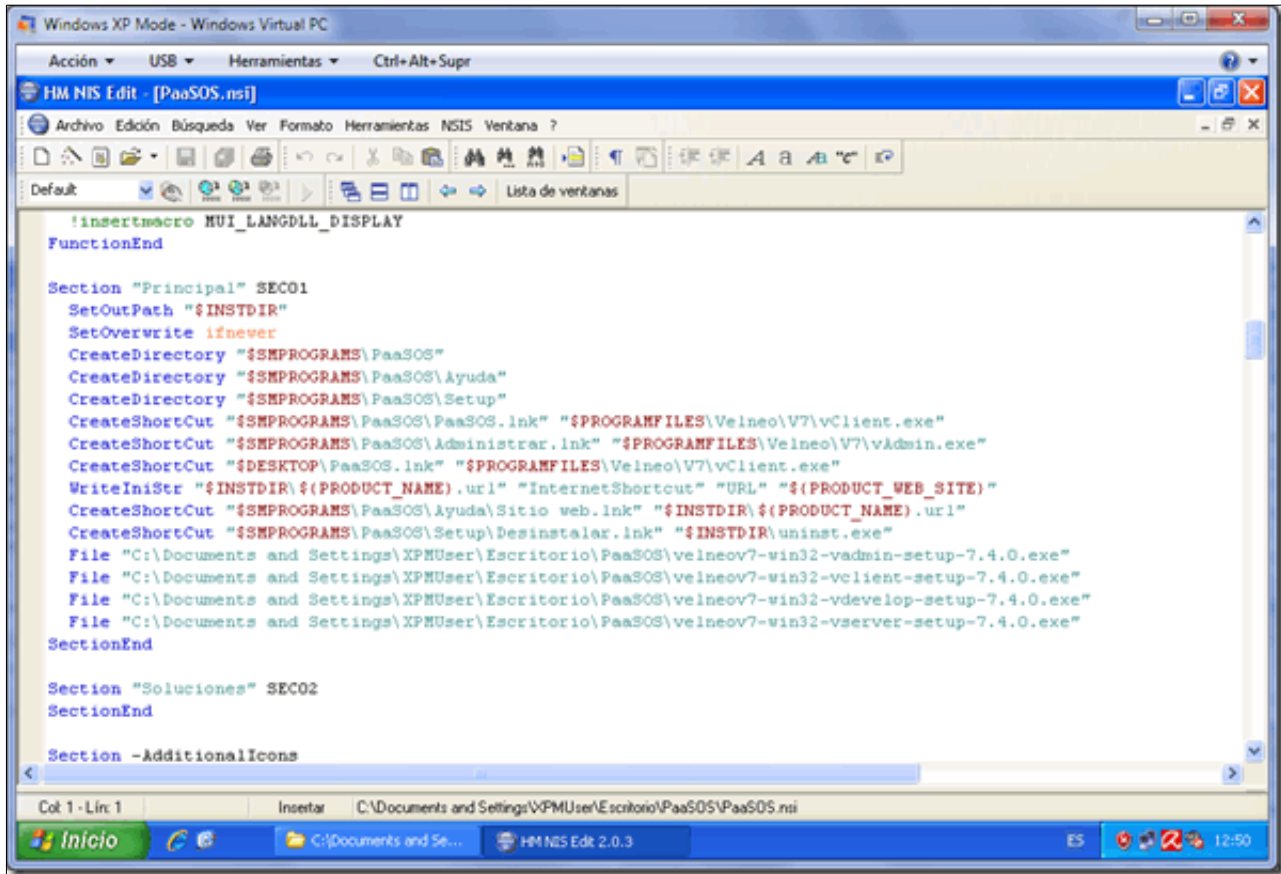 Windows XP Mode - Windows Virtual PC
Acción USB Herramientas Ctrl+Alt+Supr
HM NIS Edit - [PaaSOS.nsi]
Archivo Edición Búsqueda Ver Formato Herramientas NSIS Ventana ?
Default Lista de ventanas
!insertmacro MUI_LANGDLL_DISPLAY
FunctionEnd
Section "Principal" SEC01
SetOutPath "$INSTDIR"
SetOverwrite ifnewer
CreateDirectory "$SMPROGRAMS\PaaSOS"
CreateDirectory "$SMPROGRAMS\PaaSOS\Ayuda"
CreateDirectory "$SMPROGRAMS\PaaSOS\Setup"
CreateShortCut "$SMPROGRAMS\PaaSOS\PaaSOS.lnk" "$PROGRAMFILES\Velneo\V7\vClient.exe"
CreateShortCut "$SMPROGRAMS\PaaSOS\Administrar.lnk" "$PROGRAMFILES\Velneo\V7\vAdmin.exe"
CreateShortCut "$DESKTOP\PaaSOS.lnk" "$PROGRAMFILES\Velneo\V7\vClient.exe"
WriteIniStr "$INSTDIR\$(PRODUCT_NAME).url" "InternetShortcut" "URL" "$(PRODUCT_WEB_SITE)"
CreateShortCut "$SMPROGRAMS\PaaSOS\Ayuda\Sitio web.lnk" "$INSTDIR\$(PRODUCT_NAME).url"
CreateShortCut "$SMPROGRAMS\PaaSOS\Setup\Desinstalar.lnk" "$INSTDIR\uninst.exe"
File "C:\Documents and Settings\XPMUser\Escritorio\PaaSOS\velneov7-win32-vadmin-setup-7.4.0.exe"
File "C:\Documents and Settings\XPMUser\Escritorio\PaaSOS\velneov7-win32-vclient-setup-7.4.0.exe"
File "C:\Documents and Settings\XPMUser\Escritorio\PaaSOS\velneov7-win32-vdevelop-setup-7.4.0.exe"
File "C:\Documents and Settings\XPMUser\Escritorio\PaaSOS\velneov7-win32-vserver-setup-7.4.0.exe"
SectionEnd
Section "Soluciones" SEC02
SectionEnd
Section -AdditionalIcons
Col: 1 - Lín: 1 Insertar C:\Documents and Settings\XPMUser\Escritorio\PaaSOS\PaaSOS.nsi
Inicio C:\Documents and Se... HM NIS Edit 2.0.3 ES 12:50